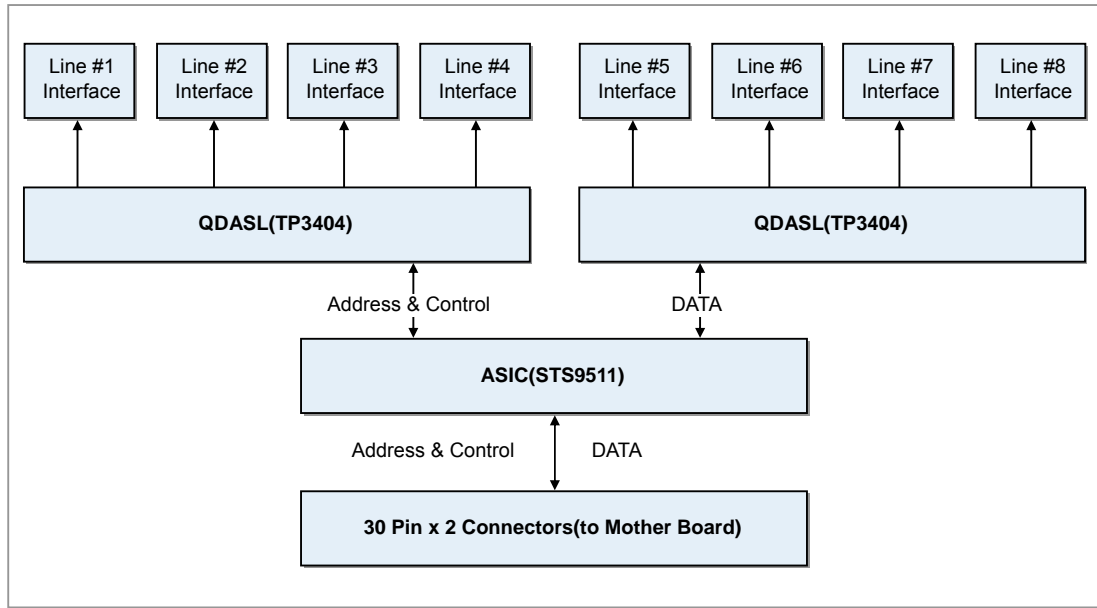 Line #1
Interface
Line #2
Interface
Line #3
Interface
Line #4
Interface
Line #5
Interface
Line #6
Interface
Line #7
Interface
Line #8
Interface
QDASL(TP3404)
QDASL(TP3404)
Address & Control
DATA
ASIC(STS9511)
Address & Control
DATA
30 Pin x 2 Connectors(to Mother Board)